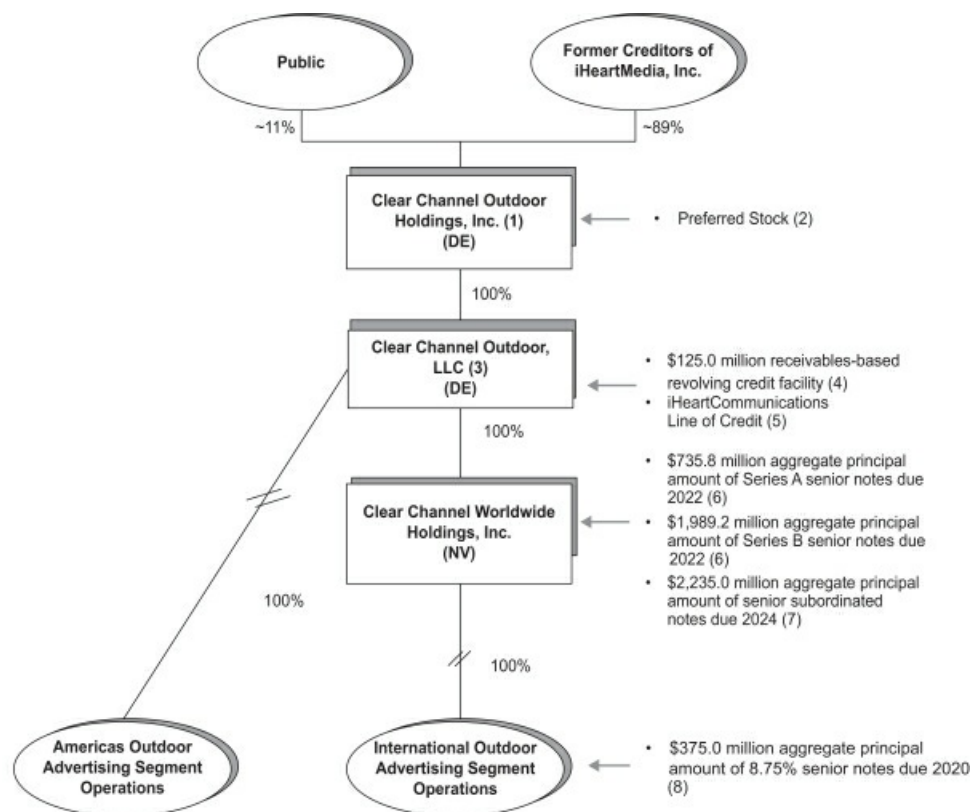 Public
Former Creditors of
iHeartMedia, Inc.
~11%
~89%
Clear Channel Outdoor
Holdings, Inc. (1)
(DE)
• Preferred Stock (2)
100%
Clear Channel Outdoor,
LLC (3)
(DE)
• $125.0 million receivables-based
revolving credit facility (4)
• iHeartCommunications
Line of Credit (5)
100%
Clear Channel Worldwide
Holdings, Inc.
(NV)
• $735.8 million aggregate principal
amount of Series A senior notes due
2022 (6)
• $1,989.2 million aggregate principal
amount of Series B senior notes due
2022 (6)
• $2,235.0 million aggregate principal
amount of senior subordinated
notes due 2024 (7)
100%
100%
Americas Outdoor
Advertising Segment
Operations
International Outdoor
Advertising Segment
Operations
• $375.0 million aggregate principal
amount of 8.75% senior notes due 2020
(8)